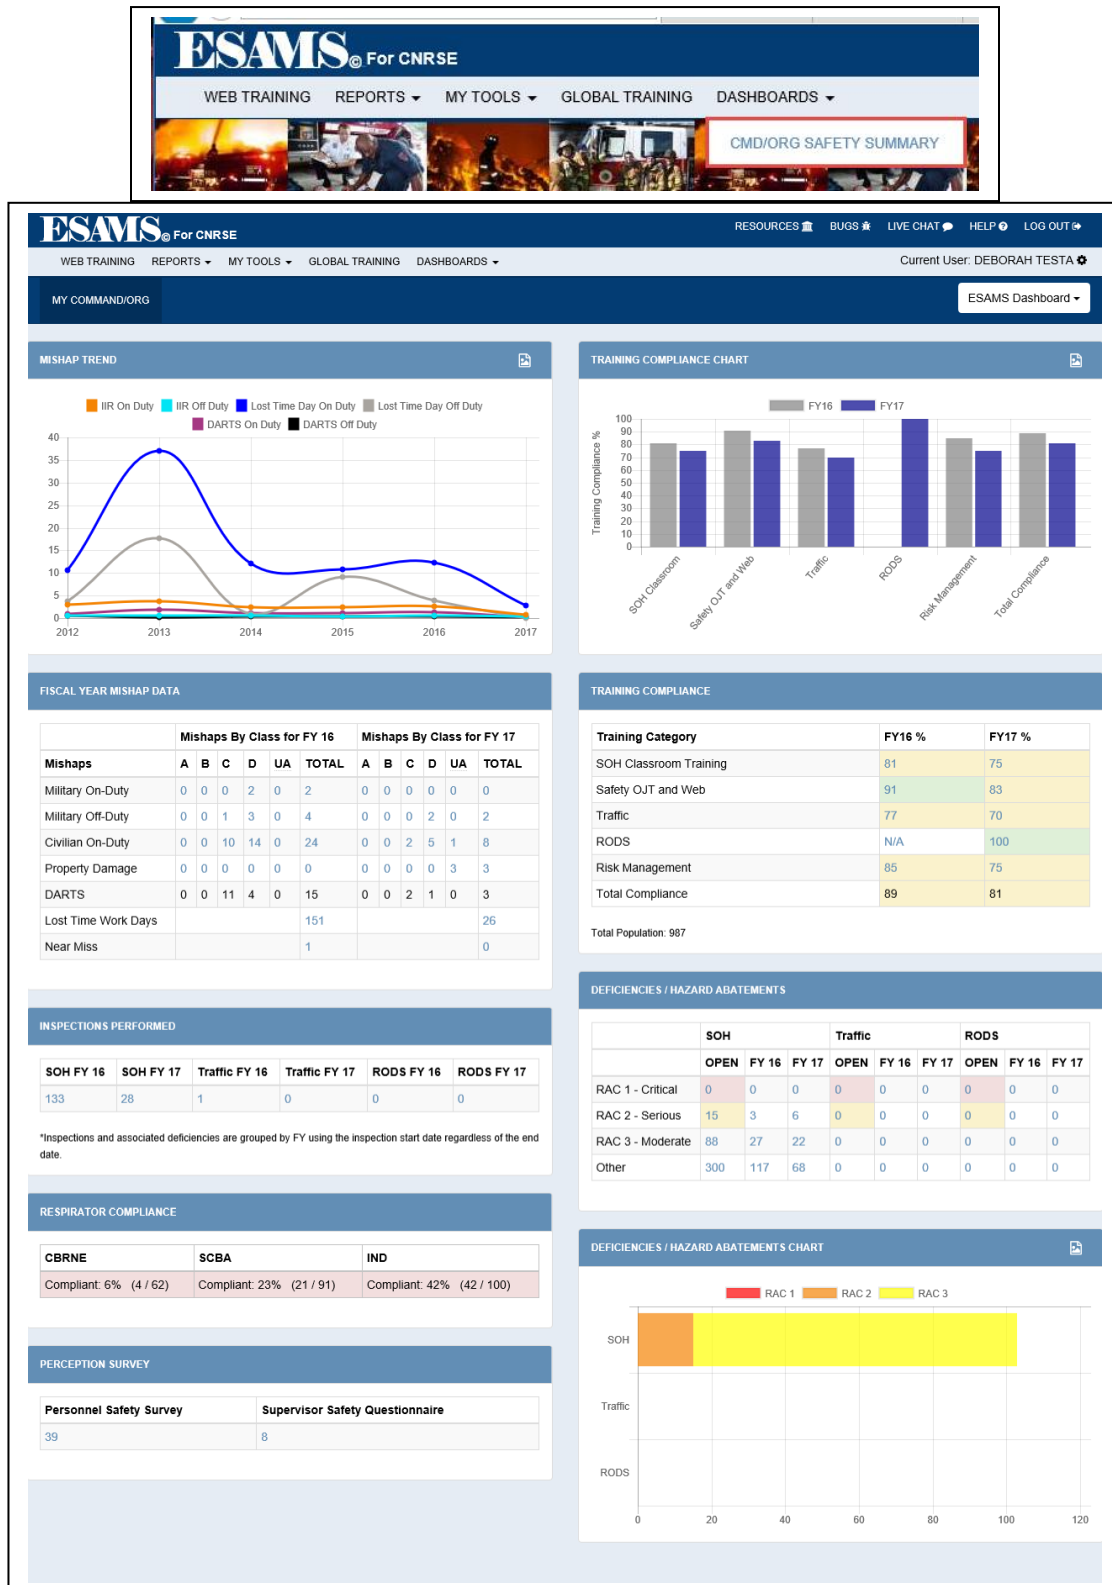 ESAMS© For CNRSE
WEB TRAINING REPORTS MY TOOLS GLOBAL TRAINING DASHBOARDS
CMD/ORG SAFETY SUMMARY
ESAMS© For CNRSE
RESOURCES BUGS LIVE CHAT HELP LOG OUT
WEB TRAINING REPORTS MY TOOLS GLOBAL TRAINING DASHBOARDS
Current User: DEBORAH TESTA
MY COMMAND/ORG
ESAMS Dashboard
MISHAP TREND
IIR On Duty IIR Off Duty Lost Time Day On Duty Lost Time Day Off Duty
DARTS On Duty DARTS Off Duty
40
35
30
25
20
15
10
5
0
2012 2013 2014 2015 2016 2017
TRAINING COMPLIANCE CHART
FY16 FY17
Training Compliance %
100
90
80
70
60
50
40
30
20
10
0
SOH Classroom
Safety OJT and Web
Traffic
RODS
Risk Management
Total Compliance
FISCAL YEAR MISHAP DATA
Mishaps By Class for FY 16 Mishaps By Class for FY 17
Mishaps A B C D UA TOTAL A B C D UA TOTAL
Military On-Duty 0 0 0 2 0 2 0 0 0 0 0 0
Military Off-Duty 0 0 1 3 0 4 0 0 0 2 0 2
Civilian On-Duty 0 0 10 14 0 24 0 0 2 5 1 8
Property Damage 0 0 0 0 0 0 0 0 0 0 3 3
DARTS 0 0 11 4 0 15 0 0 2 1 0 3
Lost Time Work Days 151 26
Near Miss 1 0
TRAINING COMPLIANCE
Training Category FY16 % FY17 %
SOH Classroom Training 81 75
Safety OJT and Web 91 83
Traffic 77 70
RODS N/A 100
Risk Management 85 75
Total Compliance 89 81
Total Population: 987
INSPECTIONS PERFORMED
SOH FY 16 SOH FY 17 Traffic FY 16 Traffic FY 17 RODS FY 16 RODS FY 17
133 28 1 0 0 0
*Inspections and associated deficiencies are grouped by FY using the inspection start date regardless of the end
date.
DEFICIENCIES / HAZARD ABATEMENTS
SOH Traffic RODS
OPEN FY 16 FY 17 OPEN FY 16 FY 17 OPEN FY 16 FY 17
RAC 1 - Critical 0 0 0 0 0 0 0 0 0
RAC 2 - Serious 15 3 6 0 0 0 0 0 0
RAC 3 - Moderate 88 27 22 0 0 0 0 0 0
Other 300 117 68 0 0 0 0 0 0
RESPIRATOR COMPLIANCE
CBRNE SCBA IND
Compliant: 6% (4 / 62) Compliant: 23% (21 / 91) Compliant: 42% (42 / 100)
PERCEPTION SURVEY
Personnel Safety Survey Supervisor Safety Questionnaire
39 8
DEFICIENCIES / HAZARD ABATEMENTS CHART
RAC 1 RAC 2 RAC 3
SOH
Traffic
RODS
0 20 40 60 80 100 120